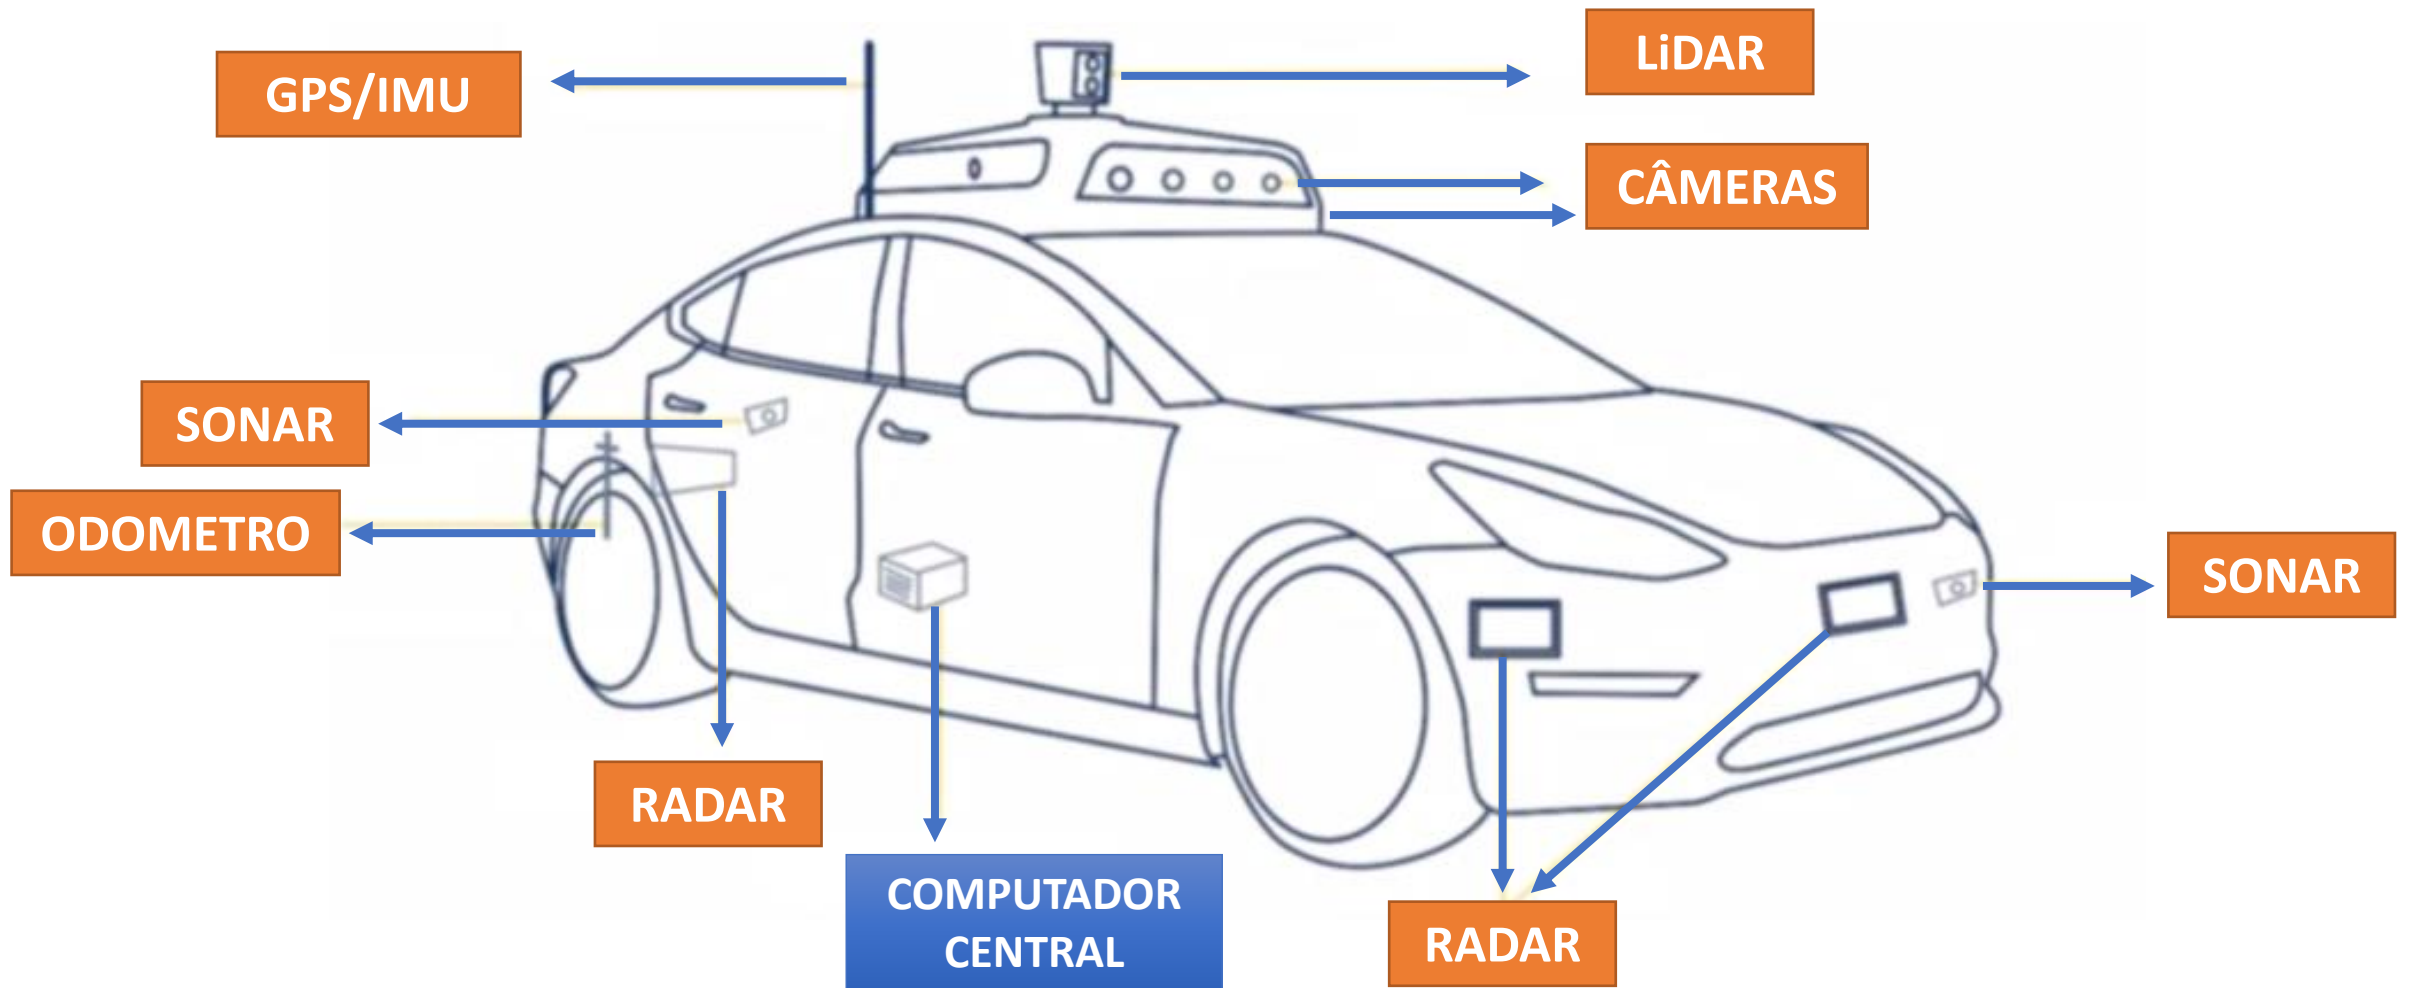 LiDAR
GPS/IMU
CÂMERAS
SONAR
ODOMETRO
SONAR
RADAR
COMPUTADOR
CENTRAL
RADAR